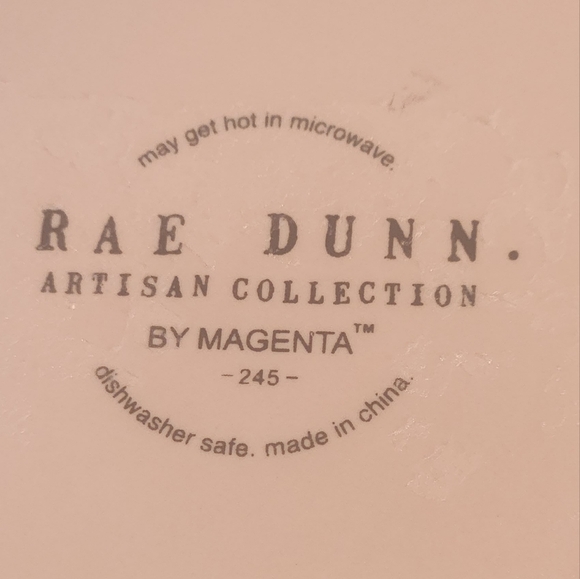 may get hot in microwave.
RAE DUNN.
ARTISAN COLLECTION
BY MAGENTA™
-245-
dishwasher safe. made in china.